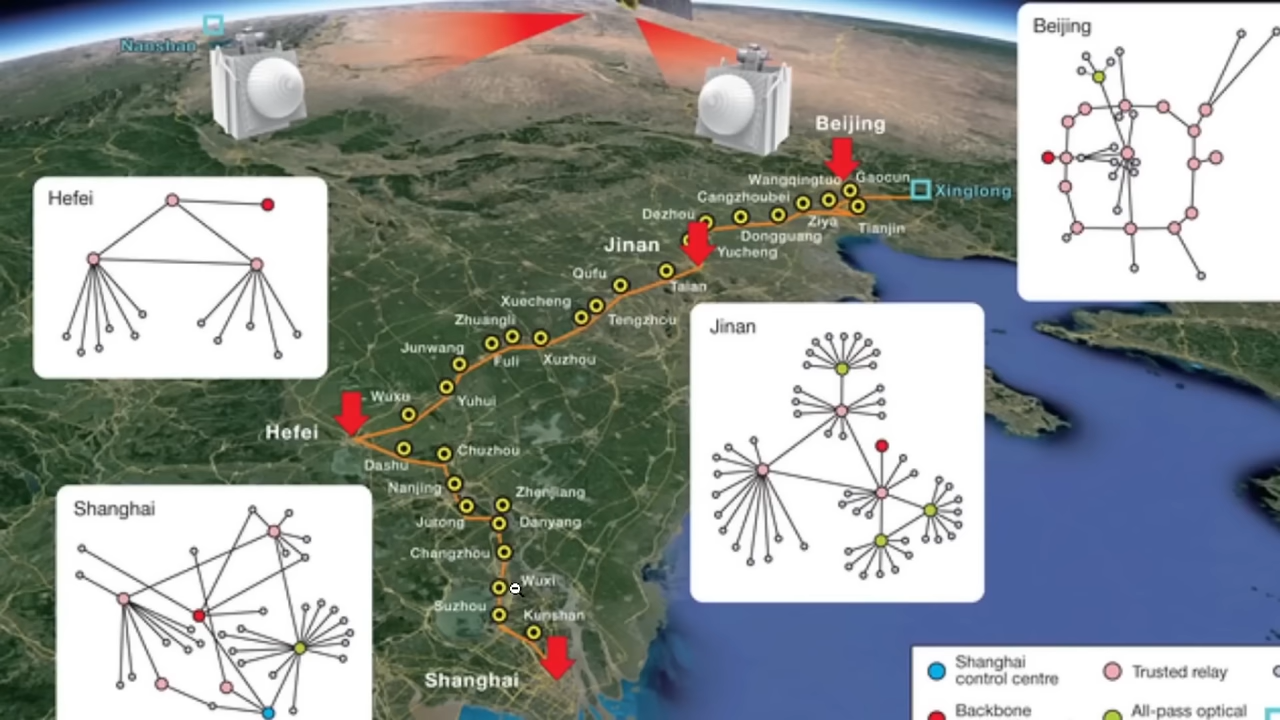 Nanshao
Beijing
Beijing
Wangqingtuo
Gaocun
Xinglong
Cangzhoubei
Dezhou
Ziya
Tianjin
Dongguang
Jinan
Yucheng
Hefei
Qufu
Taian
Xuecheng
Tengzhou
Zhuangli
Jinan
Junwang
Fuli
Xuzhou
Wuxu
Yuhui
Hefei
Chuzhou
Dashu
Nanjing
Zhenjiang
Shanghai
Jurong
Danyang
Changzhou
Wuxi
Suzhou
Kunshan
Shanghai
Shanghai
control centre
Trusted relay
Backbone
All-pass optical